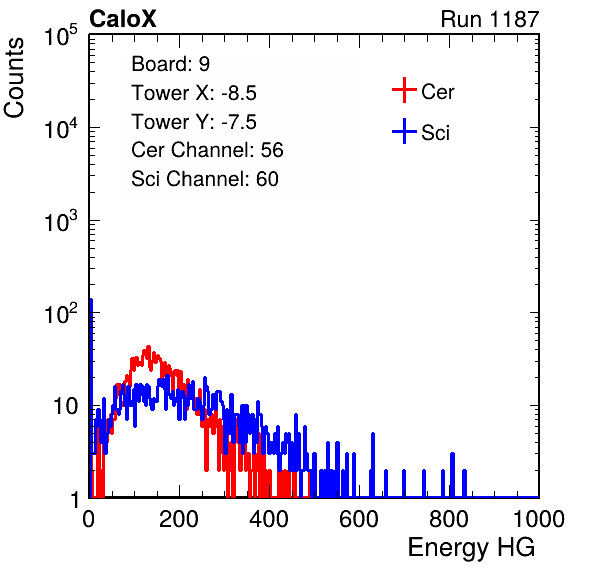 CaloX Run 1187
Board: 9
Tower X: -8.5
Tower Y: -7.5
Cer Channel: 56
Sci Channel: 60
Cer
Sci
Counts
10^5
10^4
10^3
10^2
10
1
0 200 400 600 800 1000
Energy HG